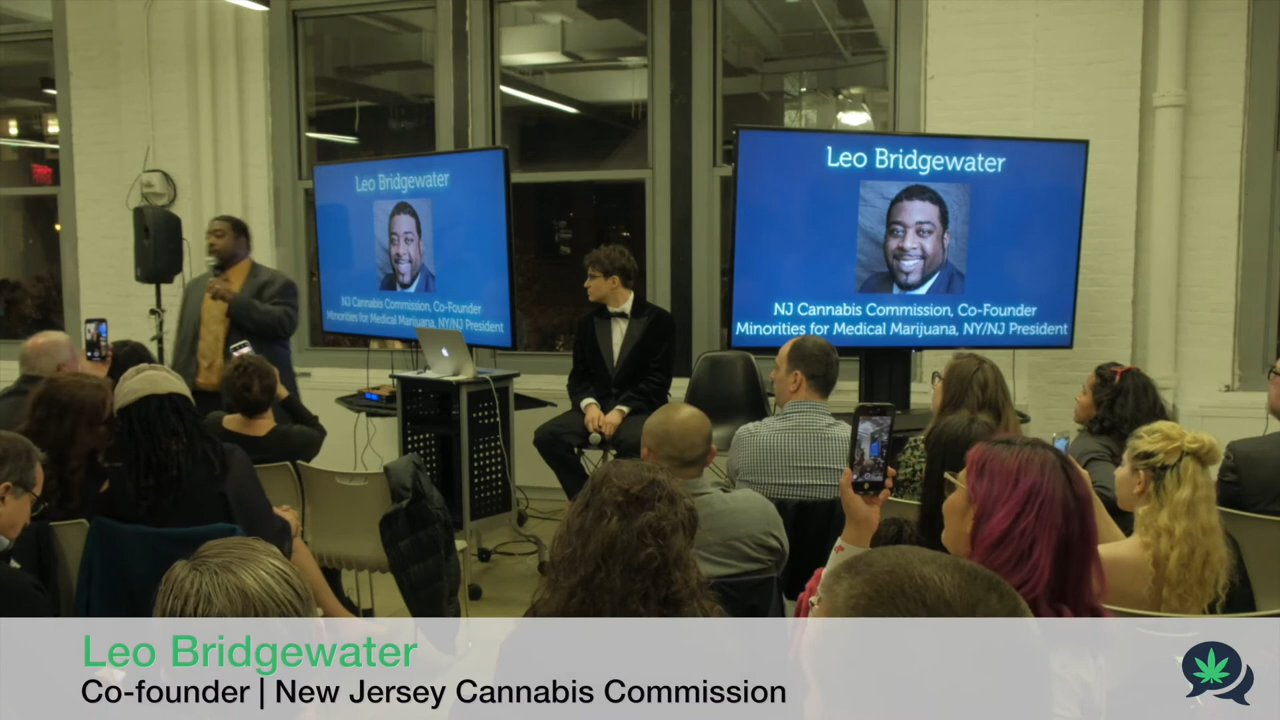 Leo Bridgewater
NJ Cannabis Commission, Co-Founder
Minorities for Medical Marijuana, NY/NJ President
Leo Bridgewater
NJ Cannabis Commission, Co-Founder
Minorities for Medical Marijuana, NY/NJ President
Leo Bridgewater
Co-founder | New Jersey Cannabis Commission